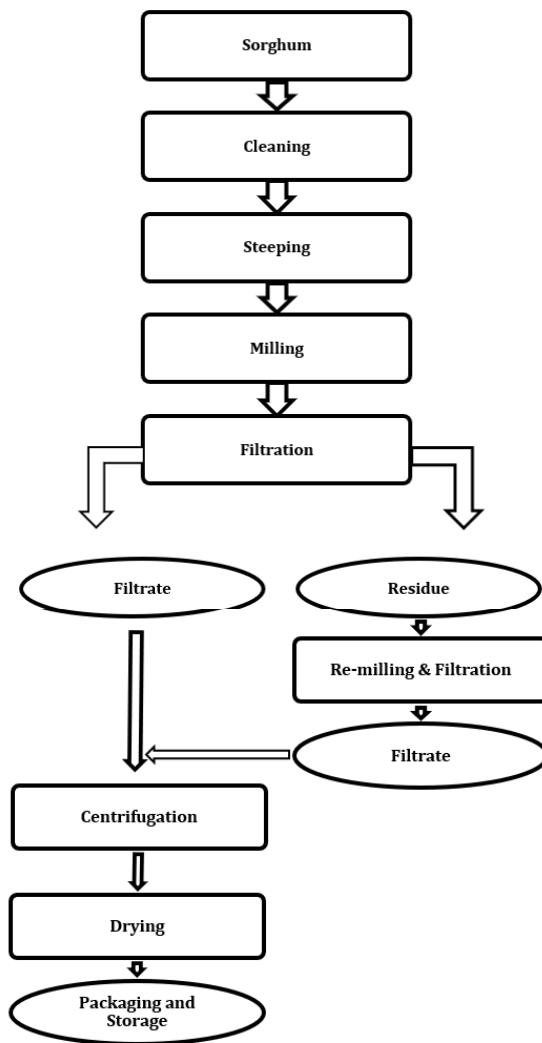 Sorghum
Cleaning
Steeping
Milling
Filtration
Filtrate
Residue
Re-milling & Filtration
Filtrate
Centrifugation
Drying
Packaging and
Storage